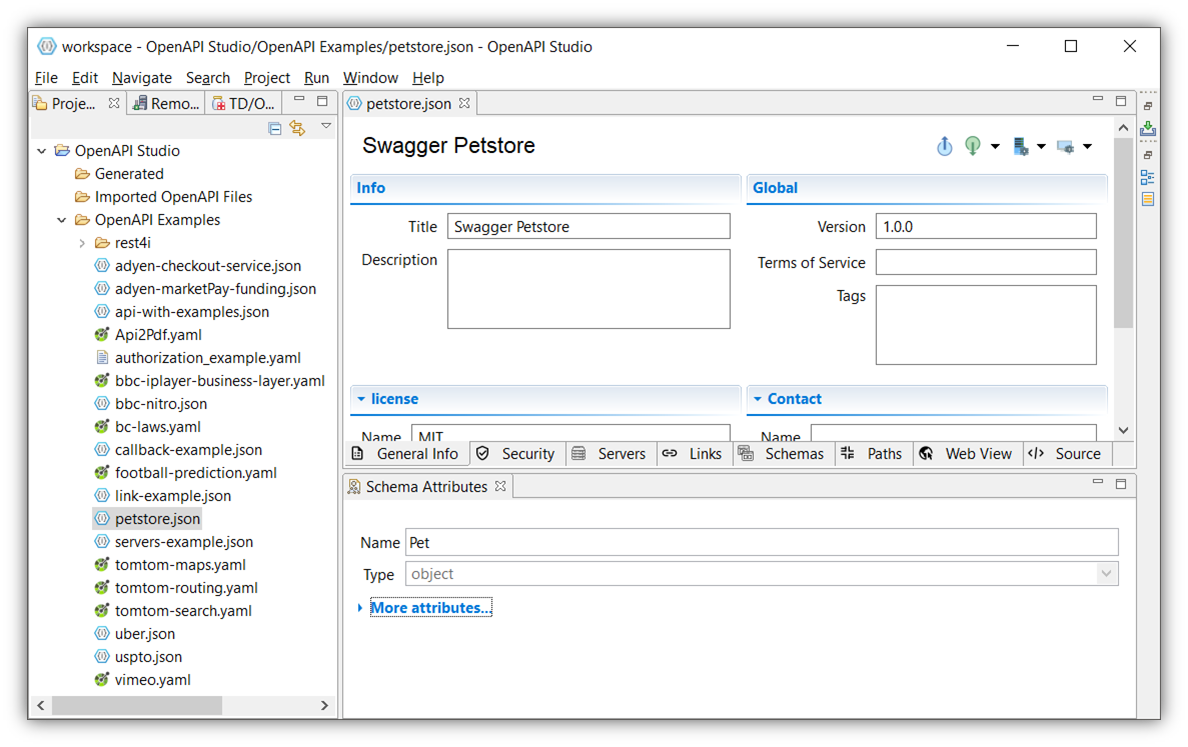 workspace - OpenAPI Studio/OpenAPI Examples/petstore.json - OpenAPI Studio
File Edit Navigate Search Project Run Window Help
Proje... Remo... TD/O...
OpenAPI Studio
Generated
Imported OpenAPI Files
OpenAPI Examples
rest4i
adyen-checkout-service.json
adyen-marketPay-funding.json
api-with-examples.json
Api2Pdf.yaml
authorization_example.yaml
bbc-iplayer-business-layer.yaml
bbc-nitro.json
bc-laws.yaml
callback-example.json
football-prediction.yaml
link-example.json
petstore.json
servers-example.json
tomtom-maps.yaml
tomtom-routing.yaml
tomtom-search.yaml
uber.json
uspto.json
vimeo.yaml
petstore.json
Swagger Petstore
Info
Title Swagger Petstore
Description
Global
Version 1.0.0
Terms of Service
Tags
license
Name MIT
Contact
Name
General Info Security Servers Links Schemas Paths Web View Source
Schema Attributes
Name Pet
Type object
More attributes...